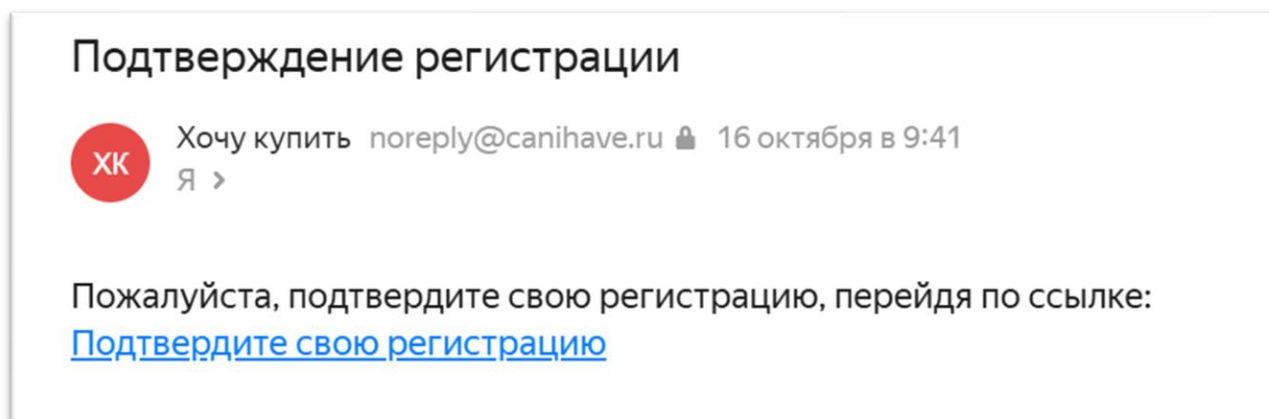 Подтверждение регистрации
ХК
Хочу купить noreply@canihave.ru 16 октября в 9:41
Я >
Пожалуйста, подтвердите свою регистрацию, перейдя по ссылке:
Подтвердите свою регистрацию